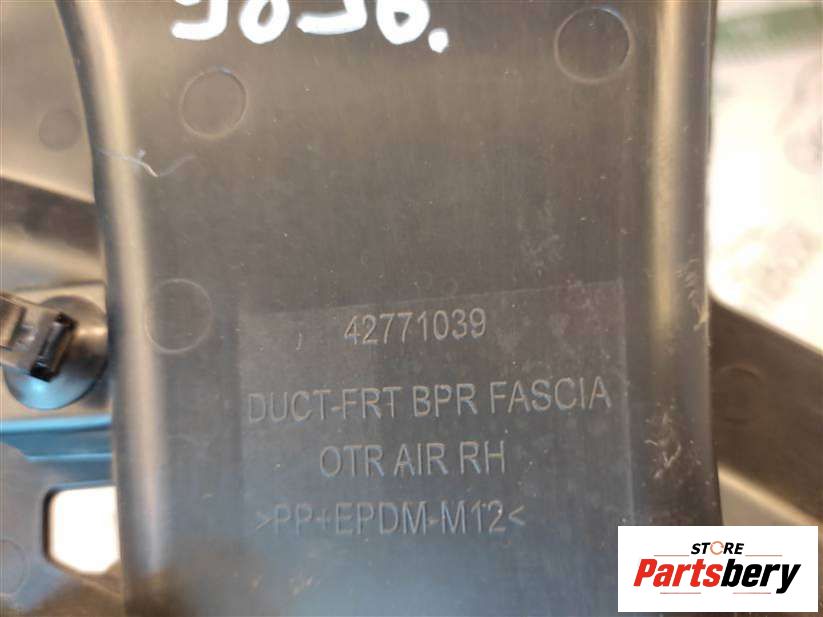 42771039
DUCT-FRT BPR FASCIA
OTR AIR RH
>PP+EPDM-M12<
STORE
Partsbery